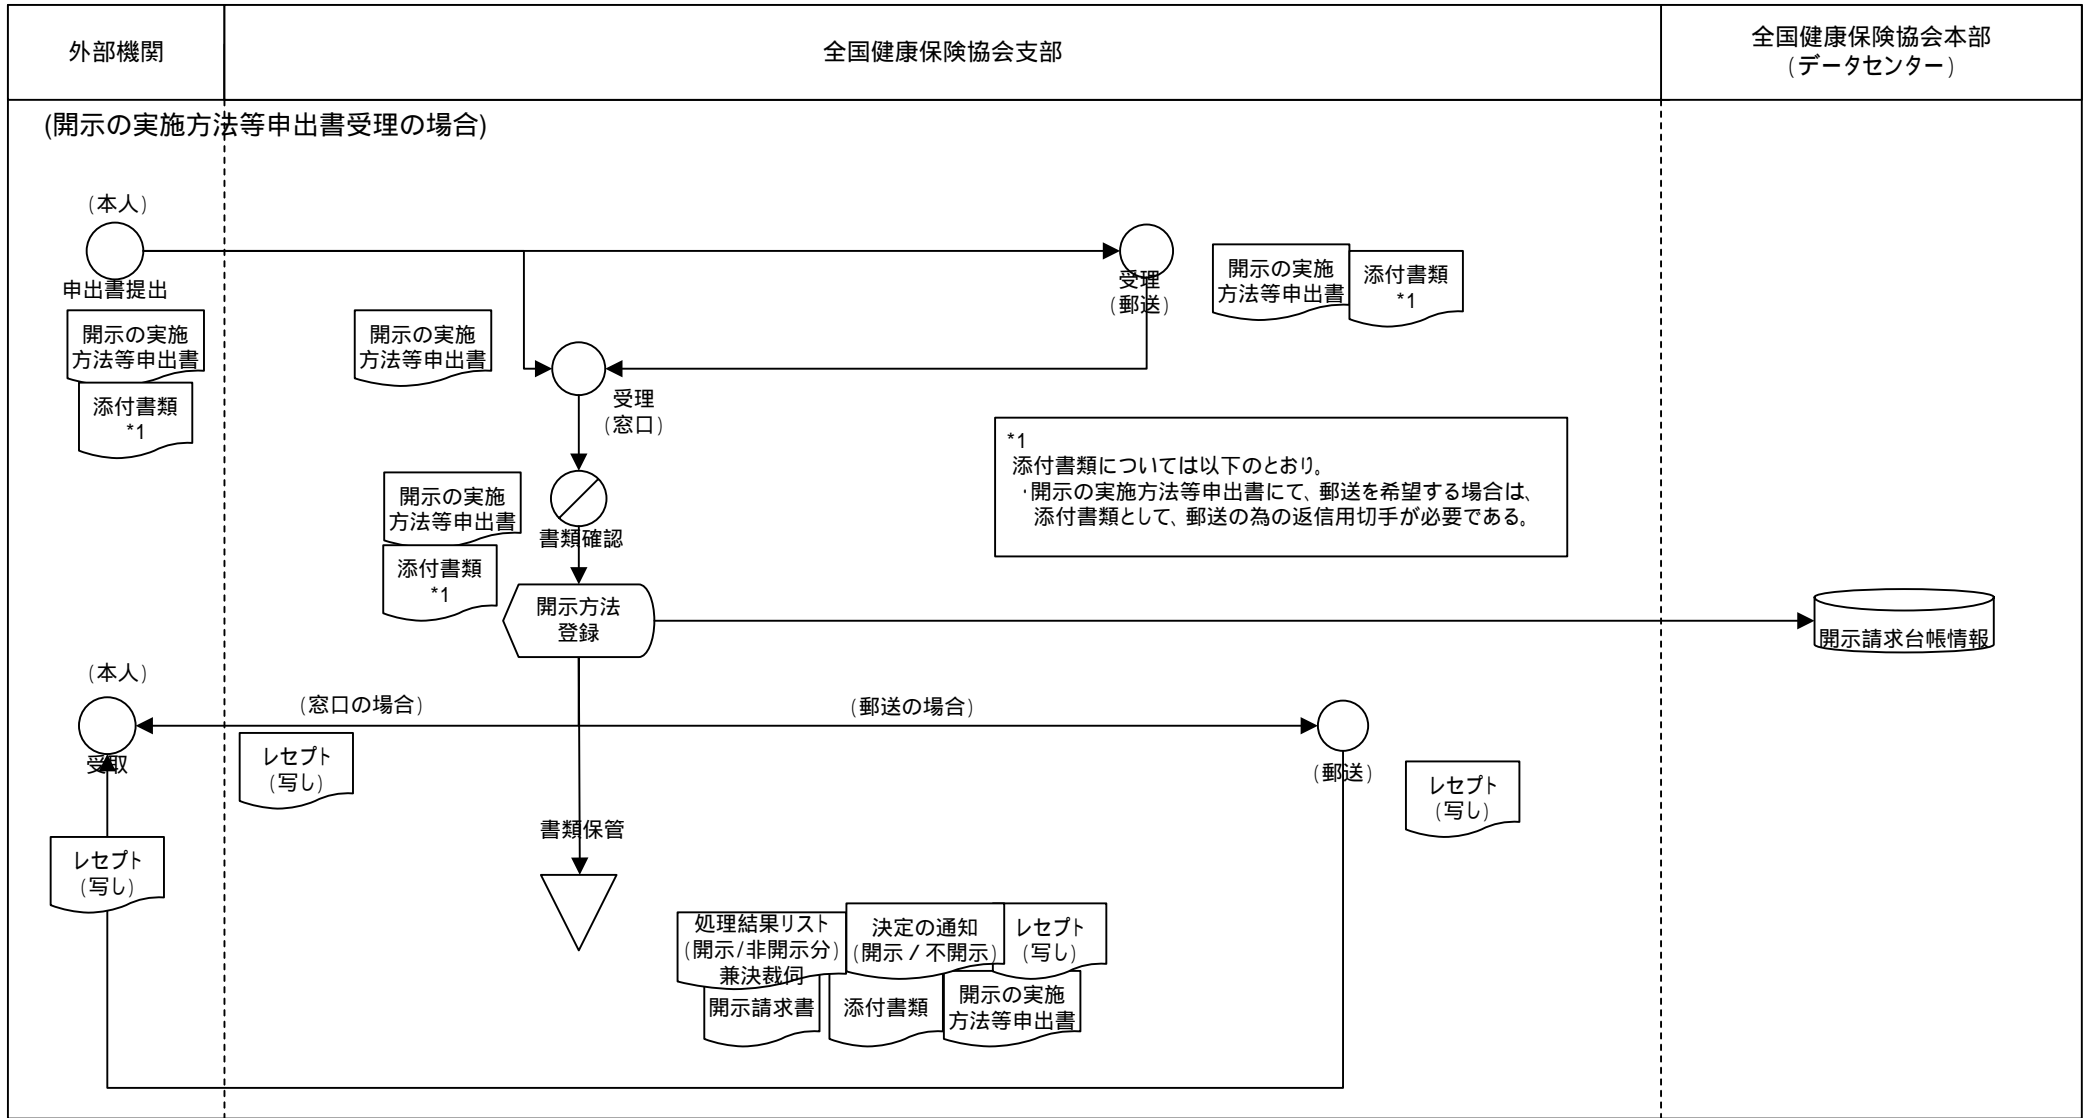 外部機関
全国健康保険協会支部
全国健康保険協会本部
(データセンター)
(開示の実施方法等申出書受理の場合)
(本人)
申出書提出
開示の実施
方法等申出書
添付書類
*1
受理
(郵送)
開示の実施
方法等申出書
添付書類
*1
開示の実施
方法等申出書
受理
(窓口)
*1
添付書類については以下のとおり。
・開示の実施方法等申出書にて、郵送を希望する場合は、
添付書類として、郵送の為の返信用切手が必要である。
開示の実施
方法等申出書
添付書類
*1
書類確認
開示方法
登録
開示請求台帳情報
(本人)
受取
(窓口の場合)
(郵送の場合)
レセプト
(写し)
(郵送)
レセプト
(写し)
レセプト
(写し)
書類保管
処理結果リスト
(開示/非開示分)
兼決裁伺
決定の通知
(開示/不開示)
レセプト
(写し)
開示請求書
添付書類
開示の実施
方法等申出書